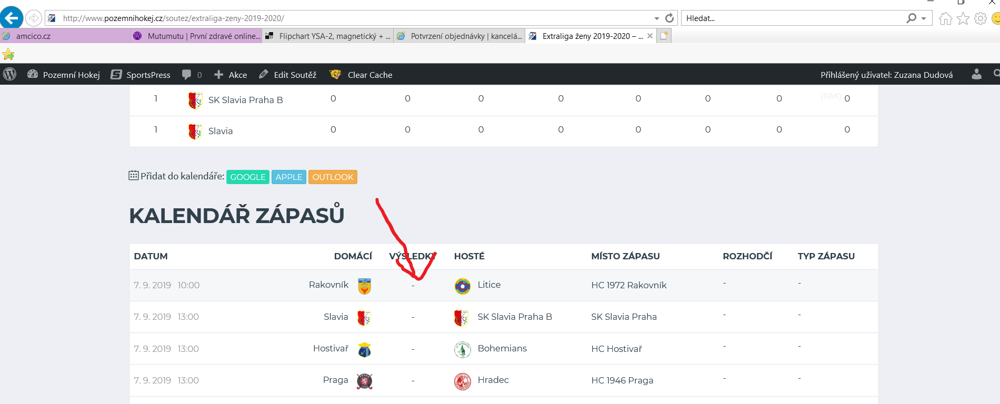 http://www.pozemnihokej.cz/soutez/extraliga-zeny-2019-2020/ Hledat...
amcico.cz Mutumutu | První zdravé online... Flipchart YSA-2, magnetický + ... Potvrzení objednávky | kancelá... Extraliga ženy 2019-2020 – ...
Pozemní Hokej SportsPress 0 Akce Edit Soutěž Clear Cache Přihlášený uživatel: Zuzana Dudová
1 SK Slavia Praha B 0 0 0 0 0 0 0 (RAK) 0
1 Slavia 0 0 0 0 0 0 0 0
Přidat do kalendáře: GOOGLE APPLE OUTLOOK
KALENDÁŘ ZÁPASŮ
DATUM DOMÁCÍ VÝSLEDKY HOSTÉ MÍSTO ZÁPASU ROZHODČÍ TYP ZÁPASU
7. 9. 2019 10:00 Rakovník - Litice HC 1972 Rakovník - -
7. 9. 2019 13:00 Slavia - SK Slavia Praha B SK Slavia Praha - -
7. 9. 2019 13:00 Hostivař - Bohemians HC Hostivař - -
7. 9. 2019 13:00 Praga - Hradec HC 1946 Praga - -